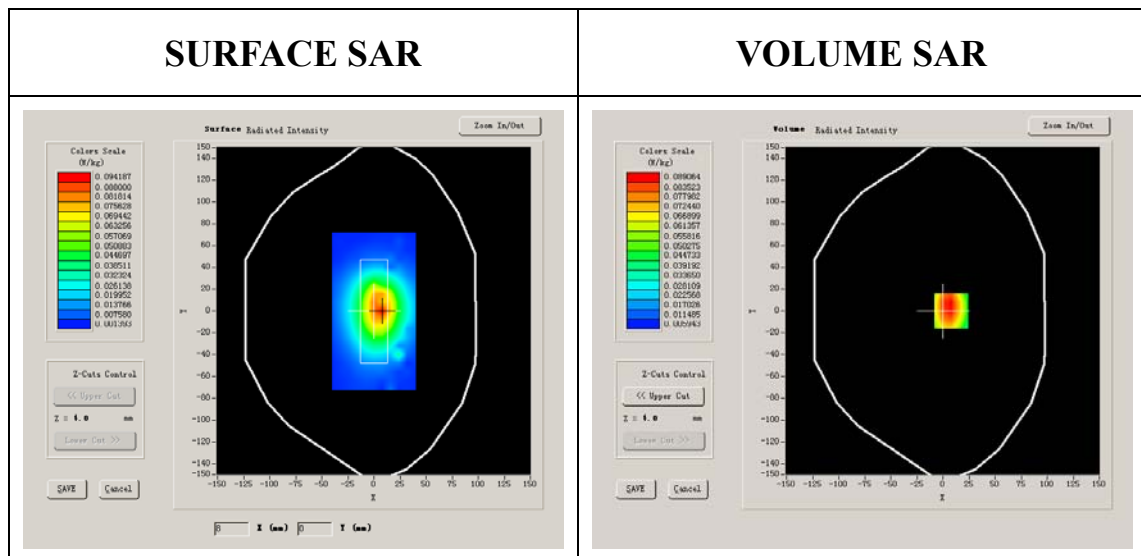 SURFACE SAR
VOLUME SAR
Surface Radiated Intensity
Zoom In/Out
Colors Scale
(W/kg)
0.094187
0.088000
0.081814
0.075628
0.069442
0.063256
0.057069
0.050883
0.044697
0.038511
0.032324
0.026138
0.019952
0.013766
0.007580
0.001393
150
140
120
100
80
60
40
20
0
-20
-40
-60
-80
-100
-120
-140
-150
Y
-150 -125 -100 -75 -50 -25 0 25 50 75 100 125 150
X
Z-Cuts Control
<< Upper Cut
Z = 4.0 mm
Lower Cut >>
SAVE Cancel
8 X (mm) 0 Y (mm)
Volume Radiated Intensity
Zoom In/Out
Colors Scale
(W/kg)
0.089064
0.083523
0.077982
0.072440
0.066899
0.061357
0.055816
0.050275
0.044733
0.039192
0.033650
0.028109
0.022568
0.017026
0.011485
0.005943
150
140
120
100
80
60
40
20
0
-20
-40
-60
-80
-100
-120
-140
-150
Y
-150 -125 -100 -75 -50 -25 0 25 50 75 100 125 150
X
Z-Cuts Control
<< Upper Cut
Z = 4.0 mm
Lower Cut >>
SAVE Cancel